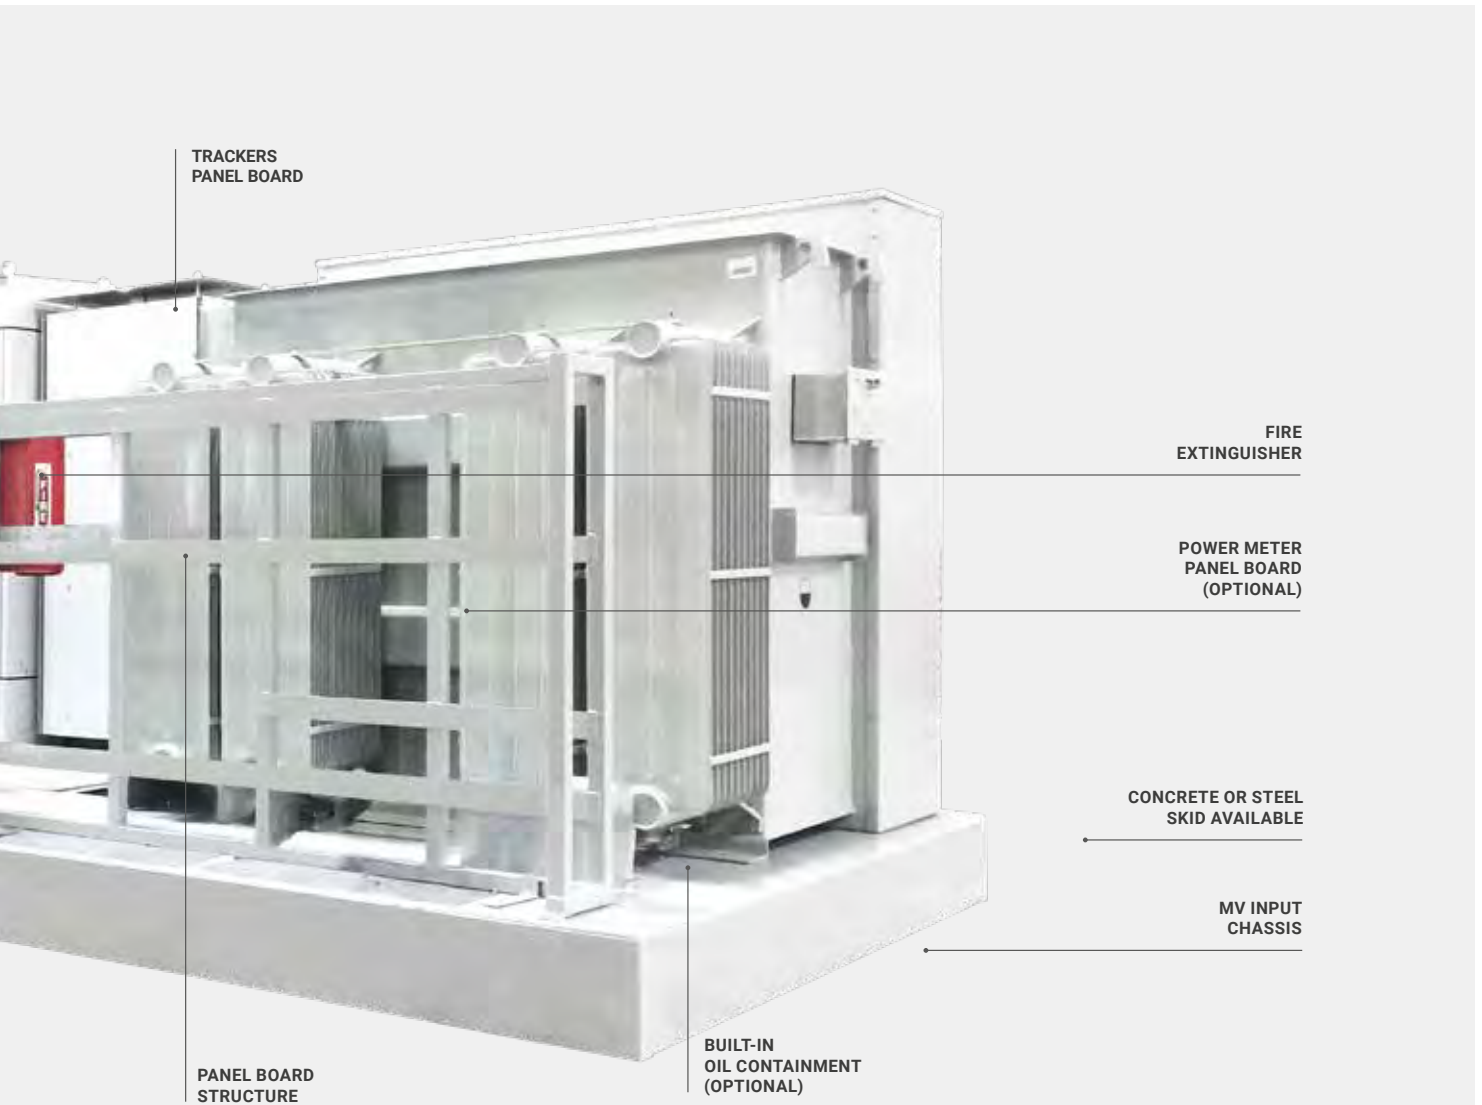 TRACKERS
PANEL BOARD
FIRE
EXTINGUISHER
POWER METER
PANEL BOARD
(OPTIONAL)
CONCRETE OR STEEL
SKID AVAILABLE
MV INPUT
CHASSIS
BUILT-IN
OIL CONTAINMENT
(OPTIONAL)
PANEL BOARD
STRUCTURE